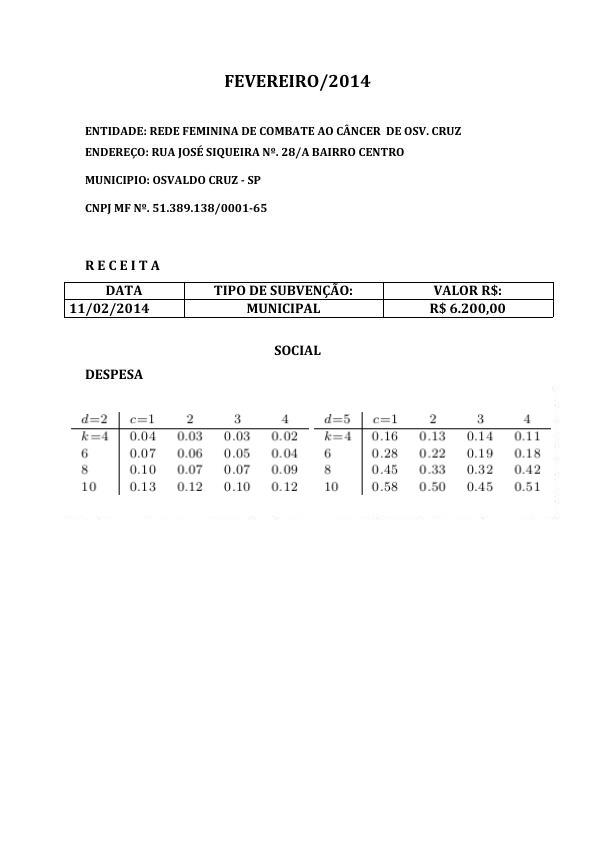 FEVEREIRO/2014
ENTIDADE: REDE FEMININA DE COMBATE AO CÂNCER DE OSV. CRUZ
ENDEREÇO: RUA JOSÉ SIQUEIRA Nº. 28/A BAIRRO CENTRO
MUNICIPIO: OSVALDO CRUZ - SP
CNPJ MF Nº. 51.389.138/0001-65
R E C E I T A
DATA TIPO DE SUBVENÇÃO: VALOR R$:
11/02/2014 MUNICIPAL R$ 6.200,00
SOCIAL
DESPESA
d=2 c=1 2 3 4 d=5 c=1 2 3 4
k=4 0.04 0.03 0.03 0.02 k=4 0.16 0.13 0.14 0.11
6 0.07 0.06 0.05 0.04 6 0.28 0.22 0.19 0.18
8 0.10 0.07 0.07 0.09 8 0.45 0.33 0.32 0.42
10 0.13 0.12 0.10 0.12 10 0.58 0.50 0.45 0.51